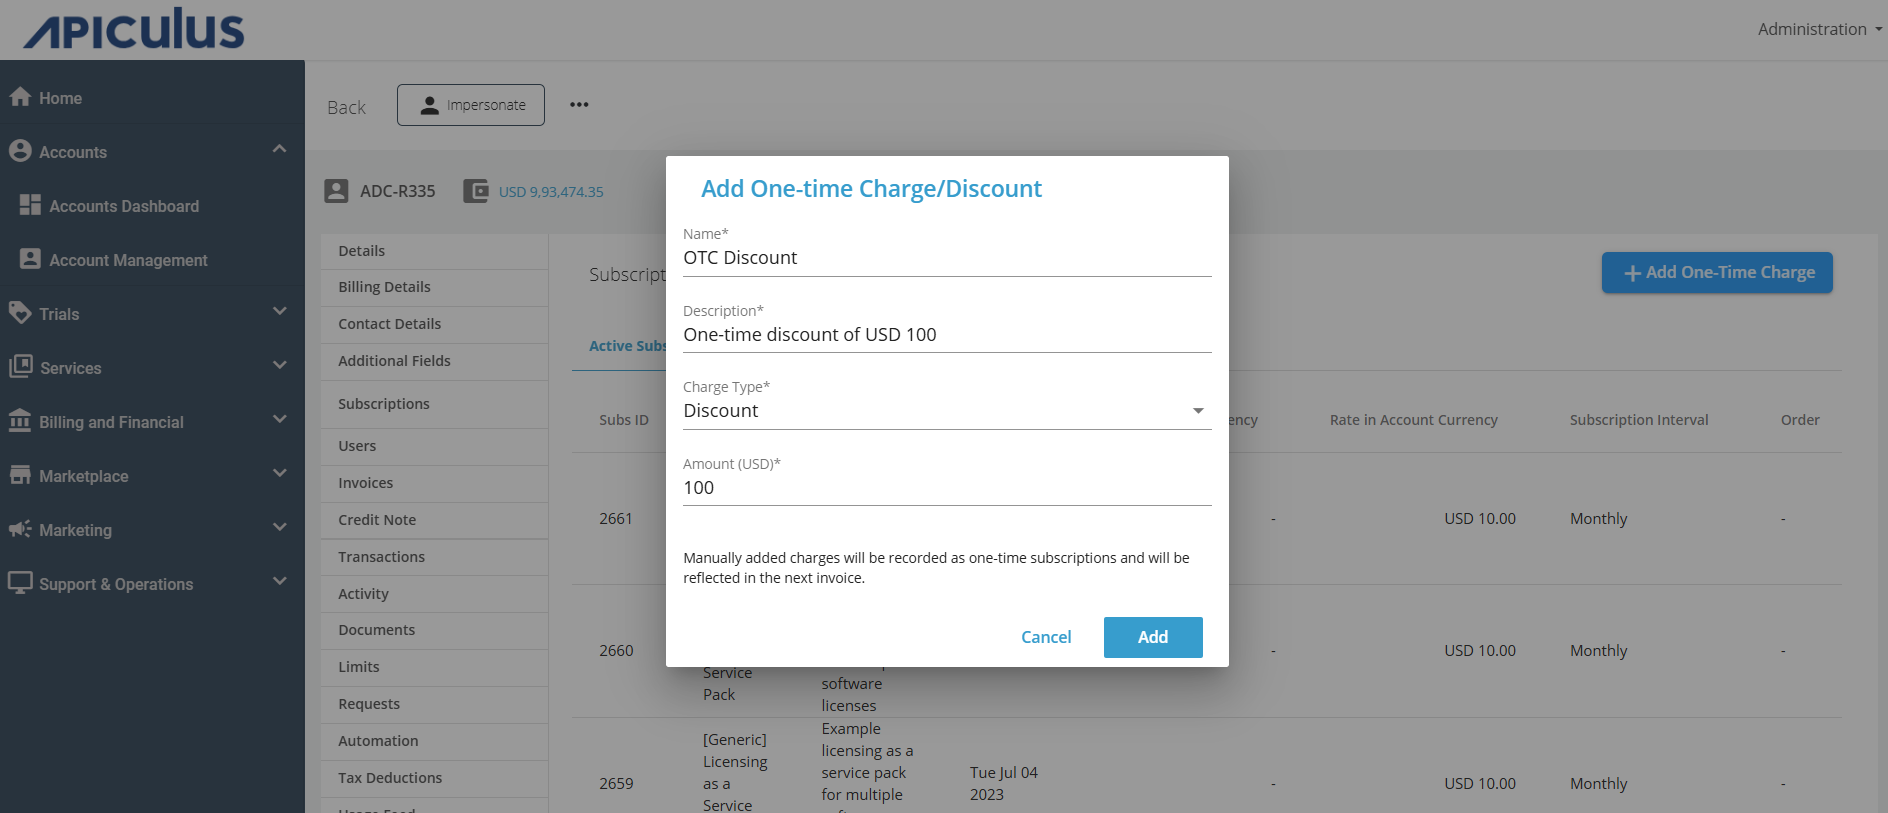 APICULUS
Administration
Home
Accounts
Accounts Dashboard
Account Management
Trials
Services
Billing and Financial
Marketplace
Marketing
Support & Operations
Back
Impersonate
ADC-R335
USD 9,93,474.35
Details
Billing Details
Contact Details
Additional Fields
Subscriptions
Users
Invoices
Credit Note
Transactions
Activity
Documents
Limits
Requests
Automation
Tax Deductions
Subscript
Add One-Time Charge
Active Subs
Subs ID
ency
Rate in Account Currency
Subscription Interval
Order
2661
-
USD 10.00
Monthly
-
2660
Service
Pack
software
licenses
-
USD 10.00
Monthly
-
2659
[Generic]
Licensing
as a
Service
Example
licensing as a
service pack
for multiple
Tue Jul 04
2023
-
USD 10.00
Monthly
-
Add One-time Charge/Discount
Name*
OTC Discount
Description*
One-time discount of USD 100
Charge Type*
Discount
Amount (USD)*
100
Manually added charges will be recorded as one-time subscriptions and will be
reflected in the next invoice.
Cancel
Add